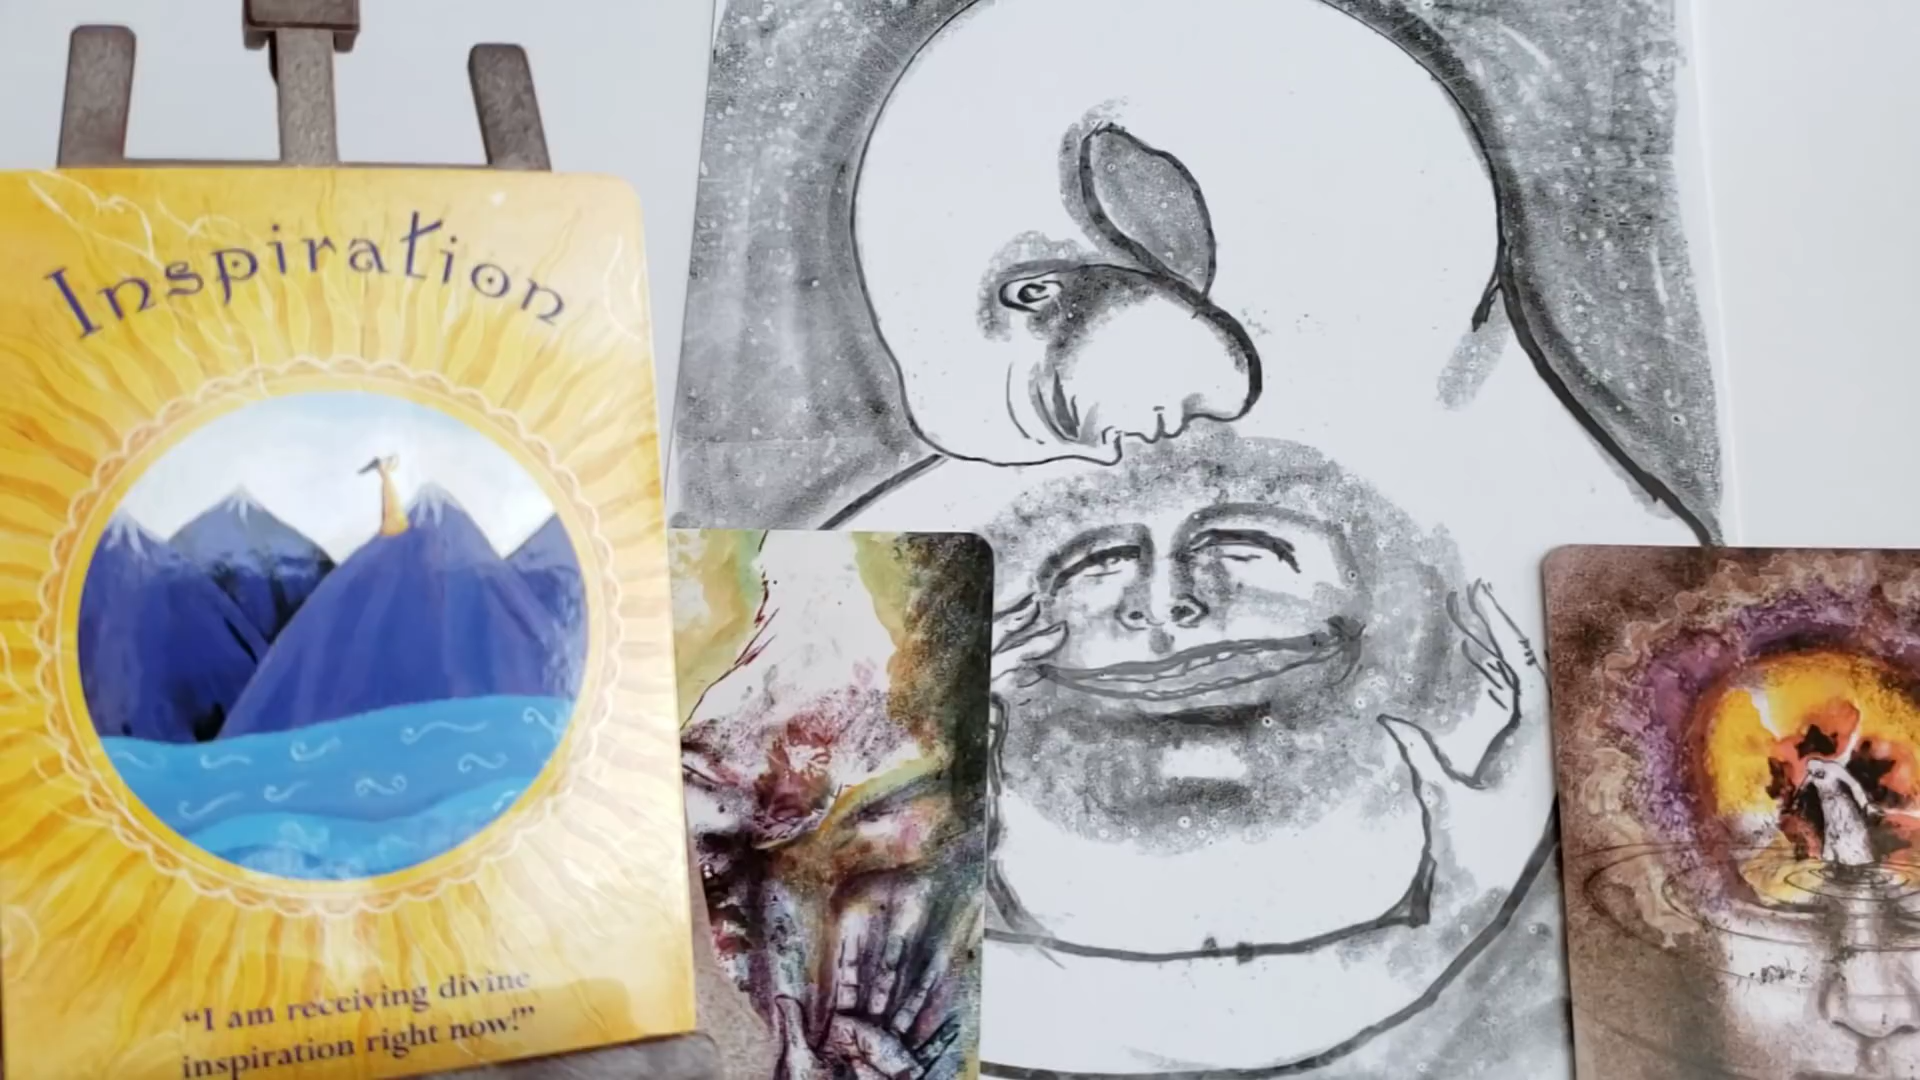 Inspiration
“I am receiving divine
inspiration right now!”